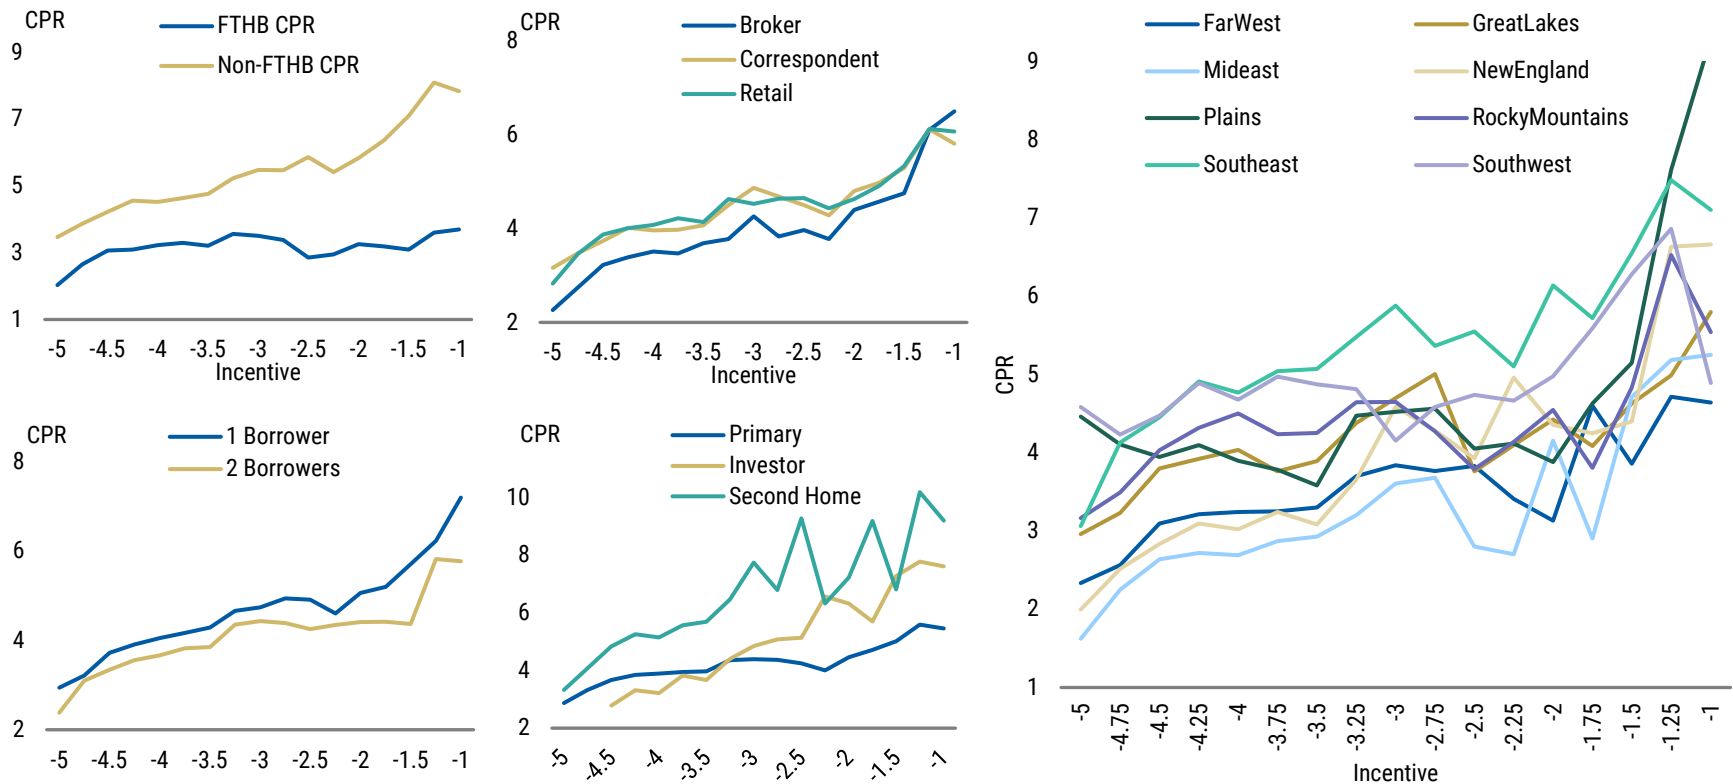 CPR
FTHB CPR
Non-FTHB CPR
9
7
5
3
1
-5 -4.5 -4 -3.5 -3 -2.5 -2 -1.5 -1
Incentive
CPR
Broker
Correspondent
Retail
8
6
4
2
-5 -4.5 -4 -3.5 -3 -2.5 -2 -1.5 -1
Incentive
CPR
1 Borrower
2 Borrowers
8
6
4
2
-5 -4.5 -4 -3.5 -3 -2.5 -2 -1.5 -1
CPR
Primary
Investor
Second Home
10
8
6
4
2
-5 -4.5 -4 -3.5 -3 -2.5 -2 -1.5 -1
FarWest GreatLakes
Mideast NewEngland
Plains RockyMountains
Southeast Southwest
CPR
9
8
7
6
5
4
3
2
1
-5 -4.75 -4.5 -4.25 -4 -3.75 -3.5 -3.25 -3 -2.75 -2.5 -2.25 -2 -1.75 -1.5 -1.25 -1
Incentive